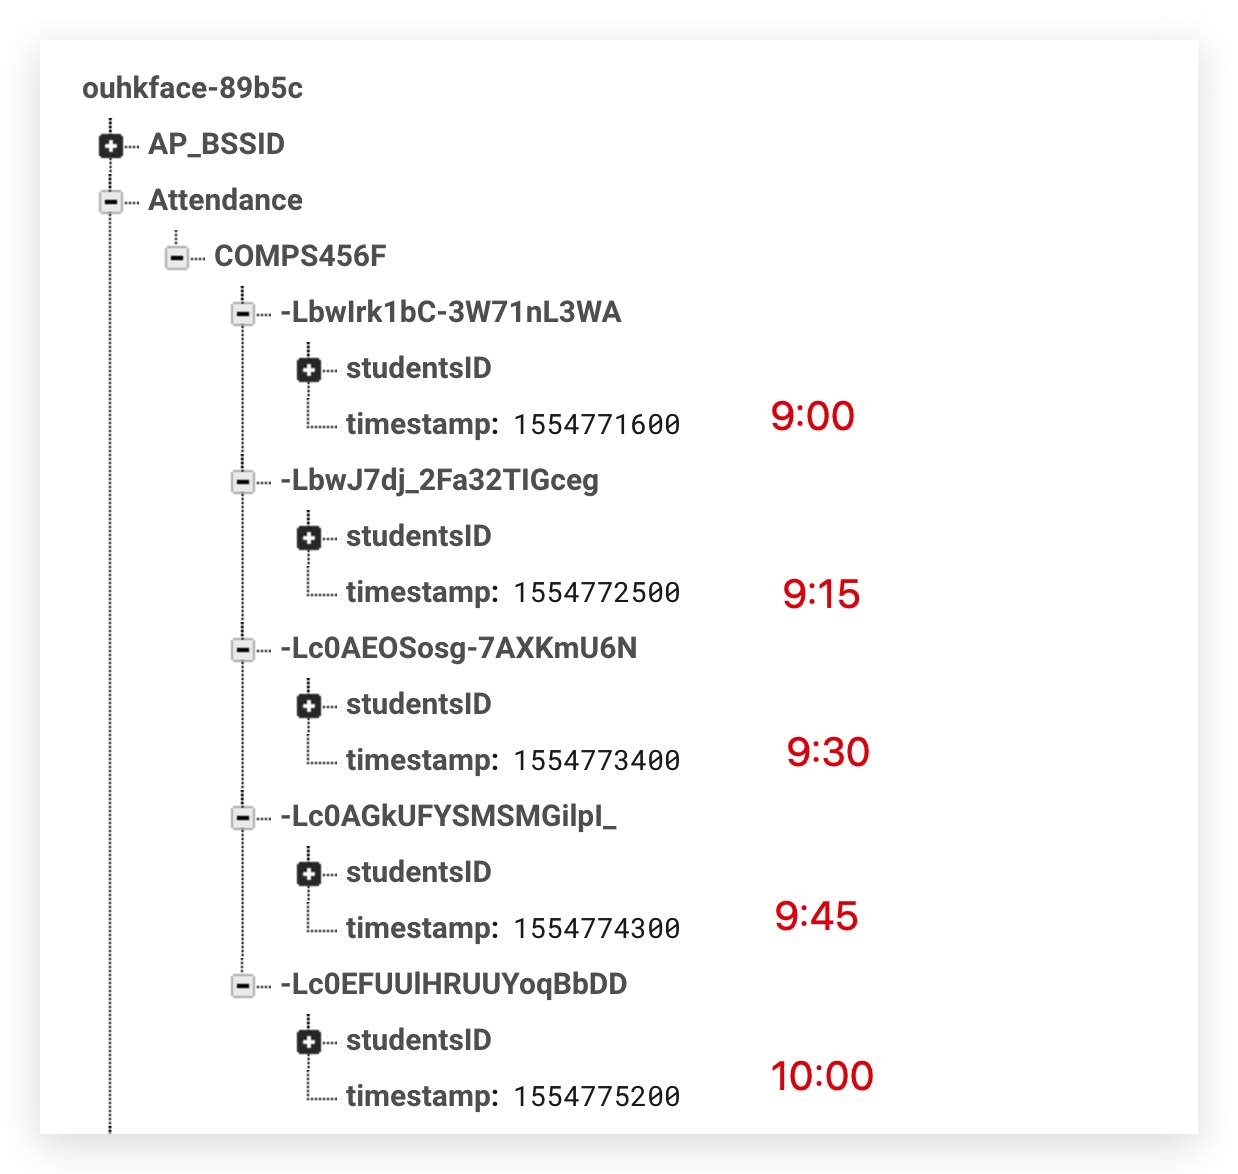 ouhkface-89b5c
AP_BSSID
Attendance
COMPS456F
-LbwIrk1bC-3W71nL3WA
studentsID
timestamp: 1554771600 9:00
-LbwJ7dj_2Fa32TIGceg
studentsID
timestamp: 1554772500 9:15
-Lc0AEOSosg-7AXKmU6N
studentsID
timestamp: 1554773400 9:30
-Lc0AGkUFYSMSMGilpI_
studentsID
timestamp: 1554774300 9:45
-Lc0EFUUlHRUUYoqBbDD
studentsID
timestamp: 1554775200 10:00